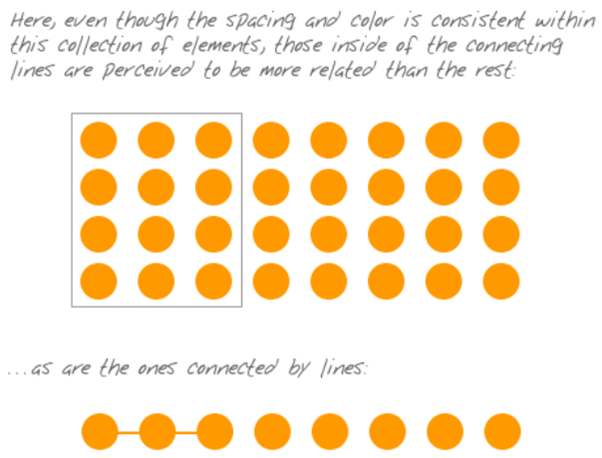 Here, even though the spacing and color is consistent within
this collection of elements, those inside of the connecting
lines are perceived to be more related than the rest:
...as are the ones connected by lines: